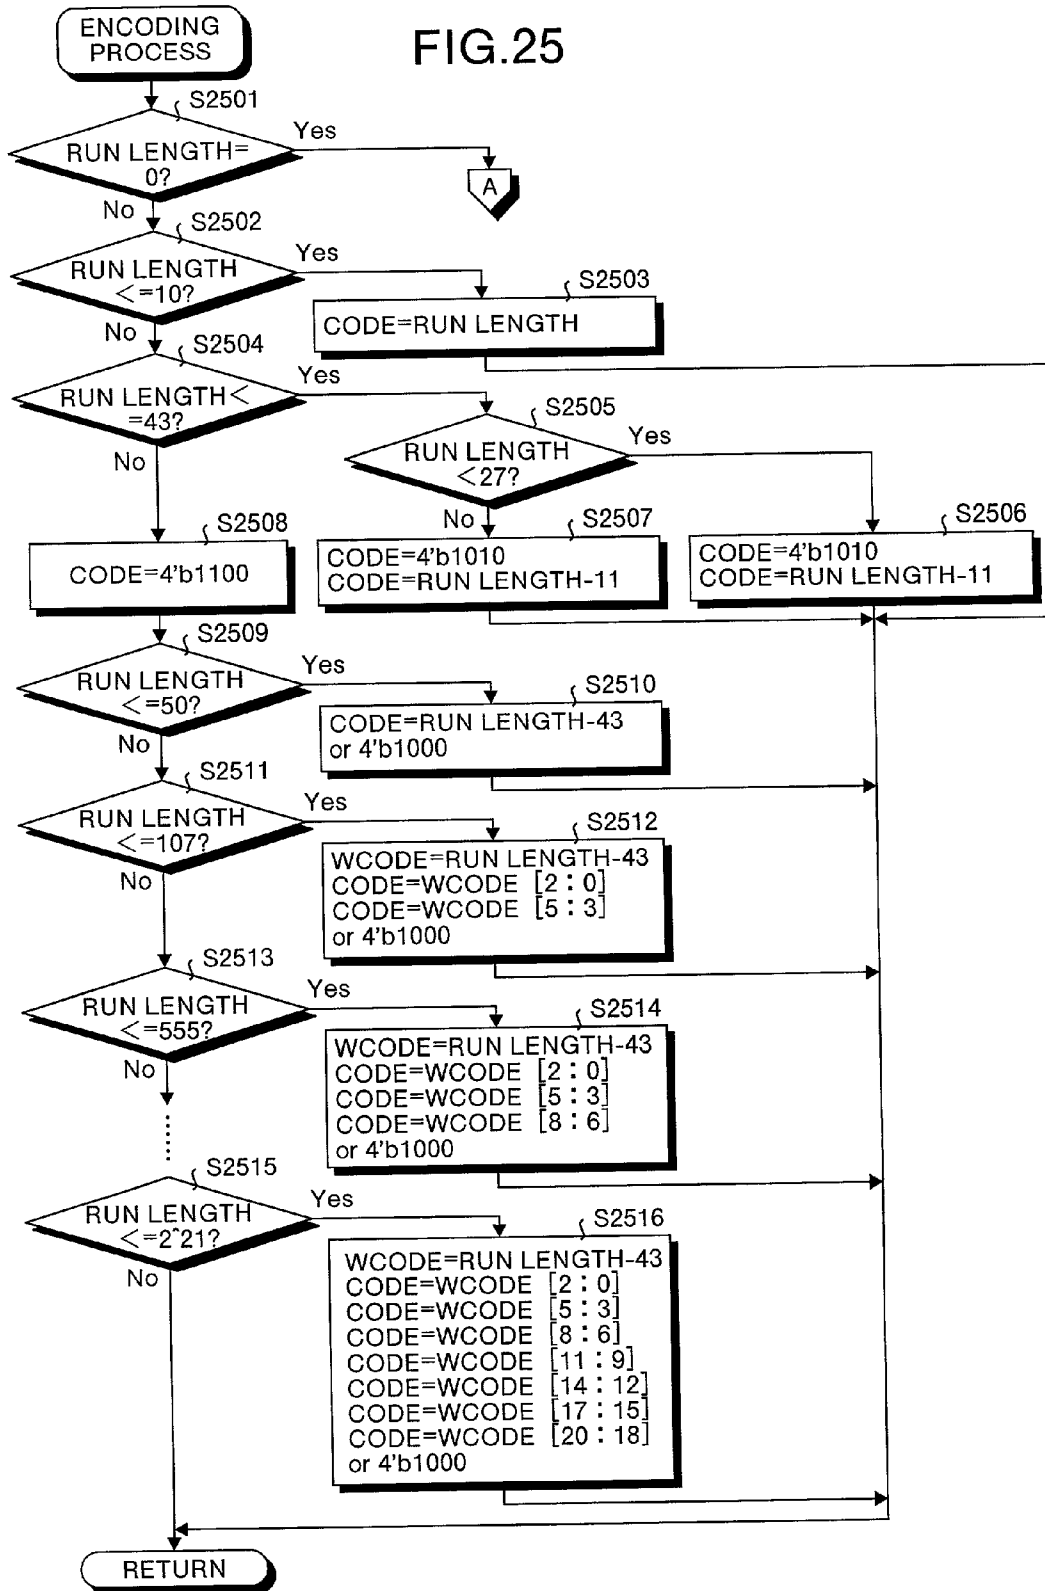 FIG.25
ENCODING
PROCESS
S2501
RUN LENGTH=
0?
Yes
A
No
S2502
RUN LENGTH
<=10?
Yes
S2503
CODE=RUN LENGTH
No
S2504
RUN LENGTH<
=43?
Yes
S2505
RUN LENGTH
<27?
Yes
No
No
S2508
CODE=4'b1100
S2507
CODE=4'b1010
CODE=RUN LENGTH-11
S2506
CODE=4'b1010
CODE=RUN LENGTH-11
S2509
RUN LENGTH
<=50?
Yes
S2510
CODE=RUN LENGTH-43
or 4'b1000
No
S2511
RUN LENGTH
<=107?
Yes
S2512
WCODE=RUN LENGTH-43
CODE=WCODE [2:0]
CODE=WCODE [5:3]
or 4'b1000
No
S2513
RUN LENGTH
<=555?
Yes
S2514
WCODE=RUN LENGTH-43
CODE=WCODE [2:0]
CODE=WCODE [5:3]
CODE=WCODE [8:6]
or 4'b1000
No
S2515
RUN LENGTH
<=2^21?
Yes
S2516
WCODE=RUN LENGTH-43
CODE=WCODE [2:0]
CODE=WCODE [5:3]
CODE=WCODE [8:6]
CODE=WCODE [11:9]
CODE=WCODE [14:12]
CODE=WCODE [17:15]
CODE=WCODE [20:18]
or 4'b1000
No
RETURN